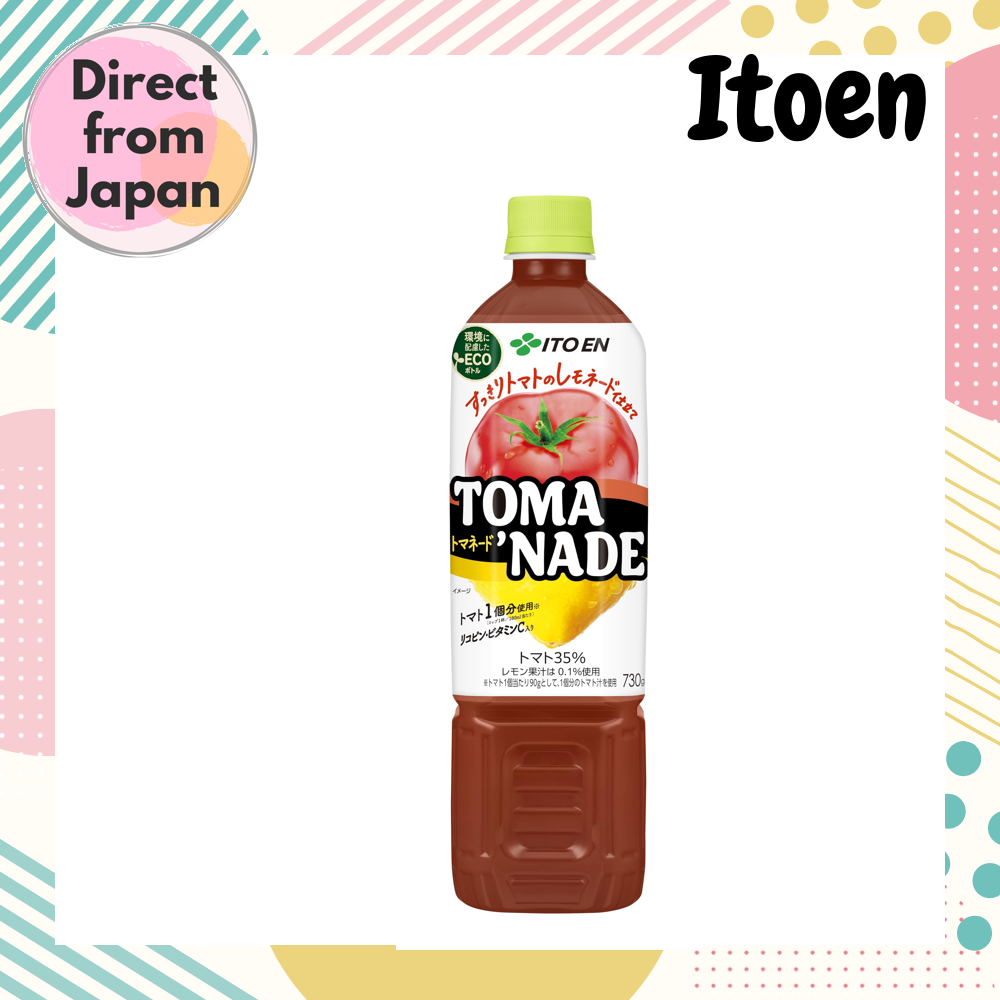 Direct
from
Japan
Itoen
環境に
配慮した
ECO
ボトル
ITO EN
すっきりトマトのレモネード仕立て
TOMA
トマネード
'NADE
イメージ
トマト1個分使用※
リコピン・ビタミンC入り
トマト35%
レモン果汁は 0.1%使用
※トマト1個当たり90gとして、1個分のトマト汁を使用
730g